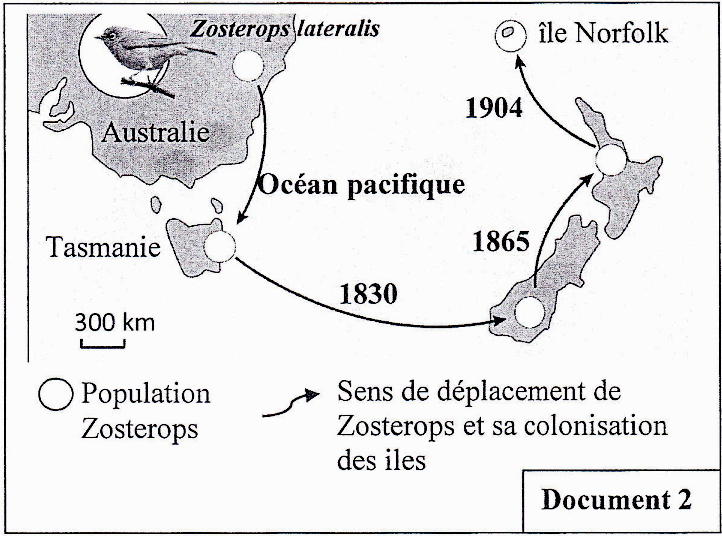 Zosterops lateralis
île Norfolk
1904
Australie
Océan pacifique
Tasmanie
1865
1830
300 km
Population
Zosterops
Sens de déplacement de
Zosterops et sa colonisation
des iles
Document 2